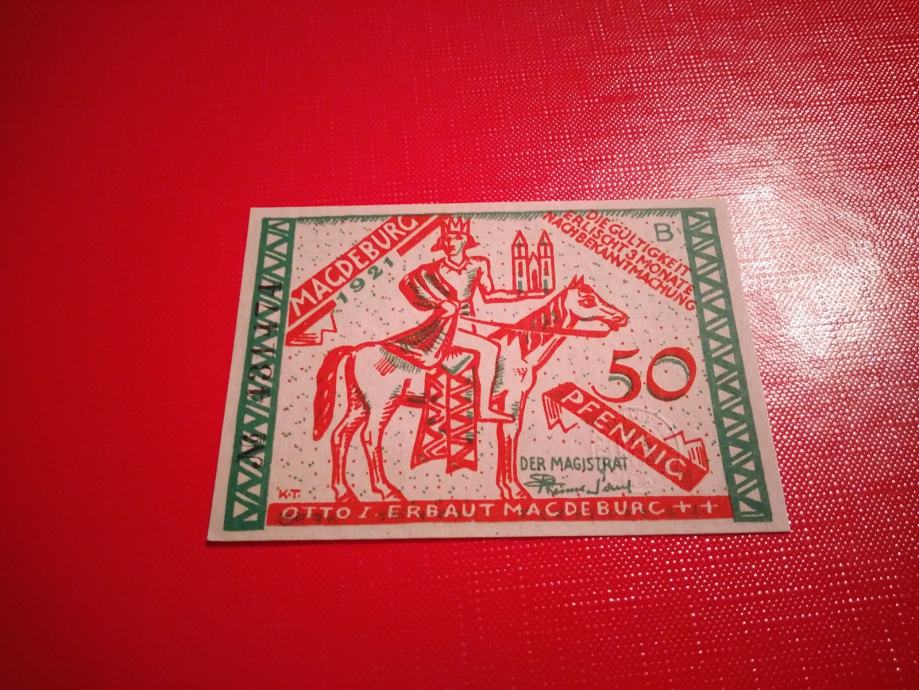 MAGDEBURG
1921
DIE GÜLTIGKEIT
ERLISCHT 3 MONATE
NACH BEKANNTMACHUNG
B
50
PFENNIG
DER MAGISTRAT
K.T.
OTTO I. ERBAUT MAGDEBURG ++